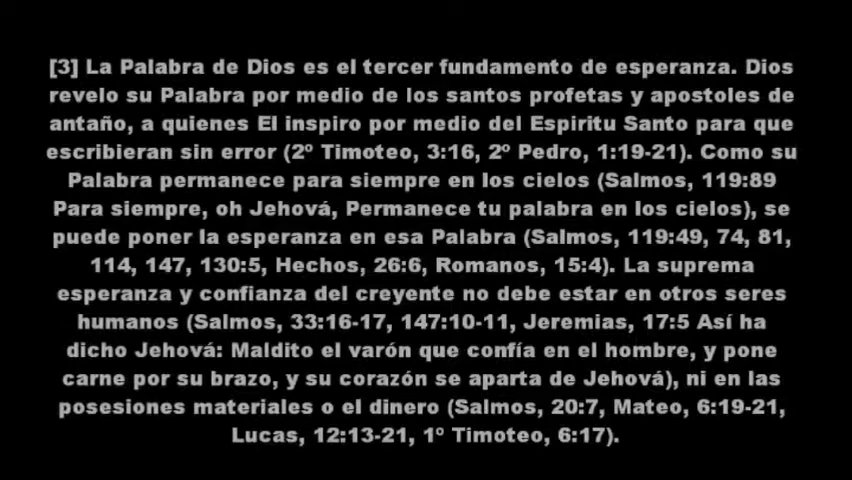 [3] La Palabra de Dios es el tercer fundamento de esperanza. Dios
revelo su Palabra por medio de los santos profetas y apostoles de
antaño, a quienes El inspiro por medio del Espiritu Santo para que
escribieran sin error (2º Timoteo, 3:16, 2º Pedro, 1:19-21). Como su
Palabra permanece para siempre en los cielos (Salmos, 119:89
Para siempre, oh Jehová, Permanece tu palabra en los cielos), se
puede poner la esperanza en esa Palabra (Salmos, 119:49, 74, 81,
114, 147, 130:5, Hechos, 26:6, Romanos, 15:4). La suprema
esperanza y confianza del creyente no debe estar en otros seres
humanos (Salmos, 33:16-17, 147:10-11, Jeremias, 17:5 Así ha
dicho Jehová: Maldito el varón que confía en el hombre, y pone
carne por su brazo, y su corazón se aparta de Jehová), ni en las
posesiones materiales o el dinero (Salmos, 20:7, Mateo, 6:19-21,
Lucas, 12:13-21, 1º Timoteo, 6:17).